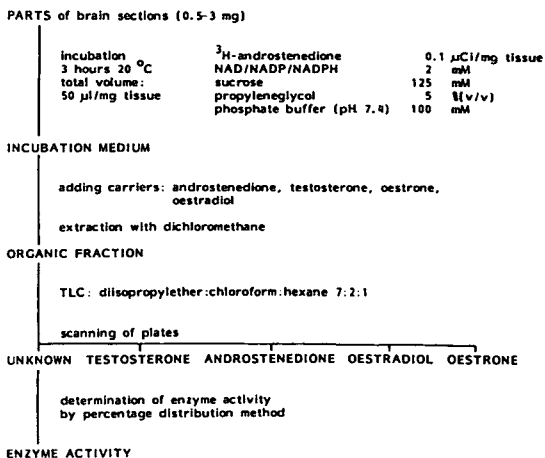 PARTS of brain sections (0.5-3 mg)
incubation ³H-androstenedione 0.1 µCi/mg tissue
3 hours 20 °C NAD/NADP/NADPH 2 mM
total volume: sucrose 125 mM
50 µl/mg tissue propyleneglycol 5 %(v/v)
phosphate buffer (pH 7.4) 100 mM
INCUBATION MEDIUM
adding carriers: androstenedione, testosterone, oestrone,
oestradiol
extraction with dichloromethane
ORGANIC FRACTION
TLC: diisopropylether:chloroform:hexane 7:2:1
scanning of plates
UNKNOWN TESTOSTERONE ANDROSTENEDIONE OESTRADIOL OESTRONE
determination of enzyme activity
by percentage distribution method
ENZYME ACTIVITY